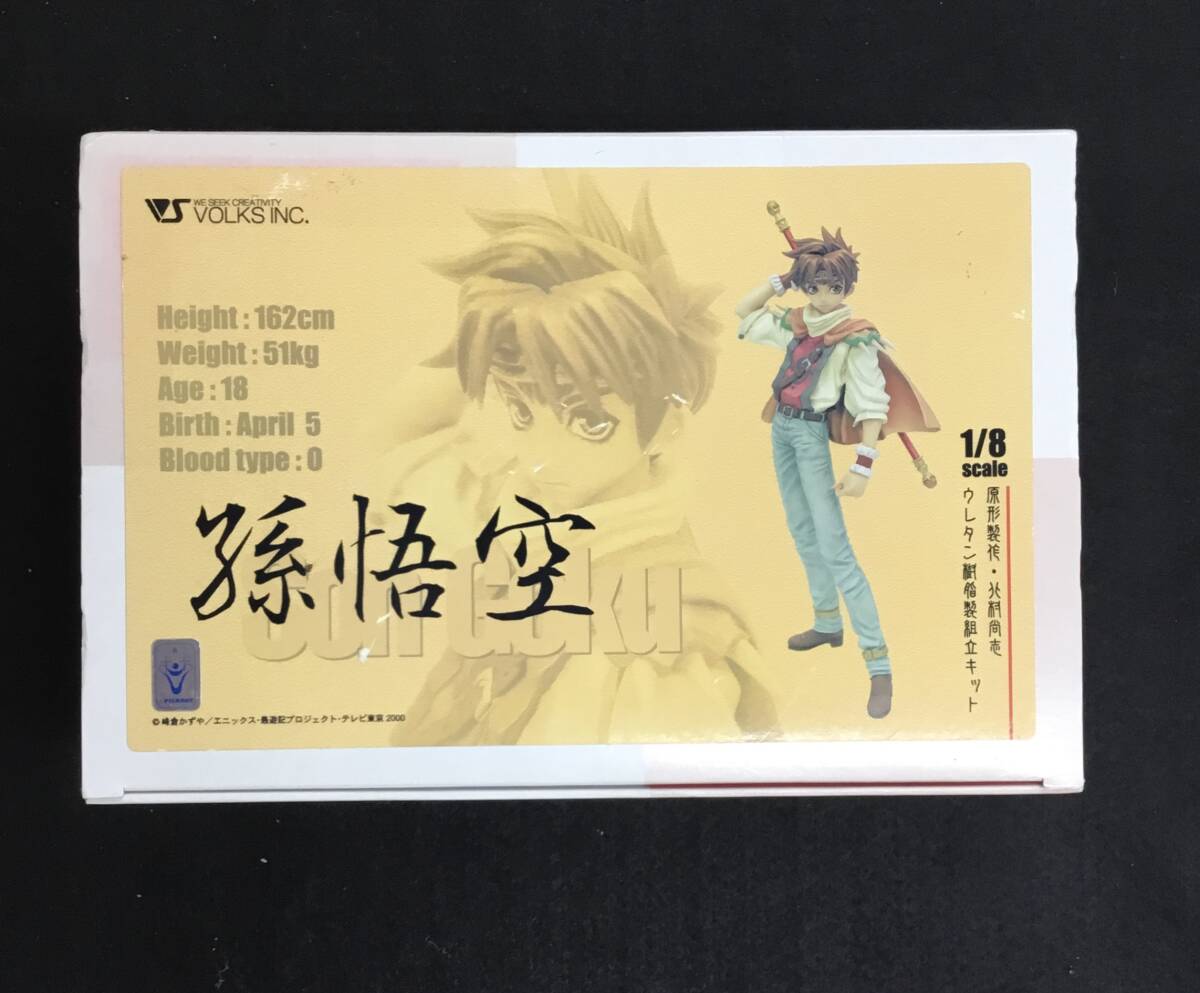 WE SEEK CREATIVITY
VS VOLKS INC.
Height : 162cm
Weight : 51kg
Age : 18
Birth : April 5
Blood type : O
孫悟空
Son Goku
1/8
scale
原形製作・北村尚志
ウレタン樹脂製組立キット
PIERROT
© 峰倉かずや/エニックス・最遊記プロジェクト・テレビ東京 2000